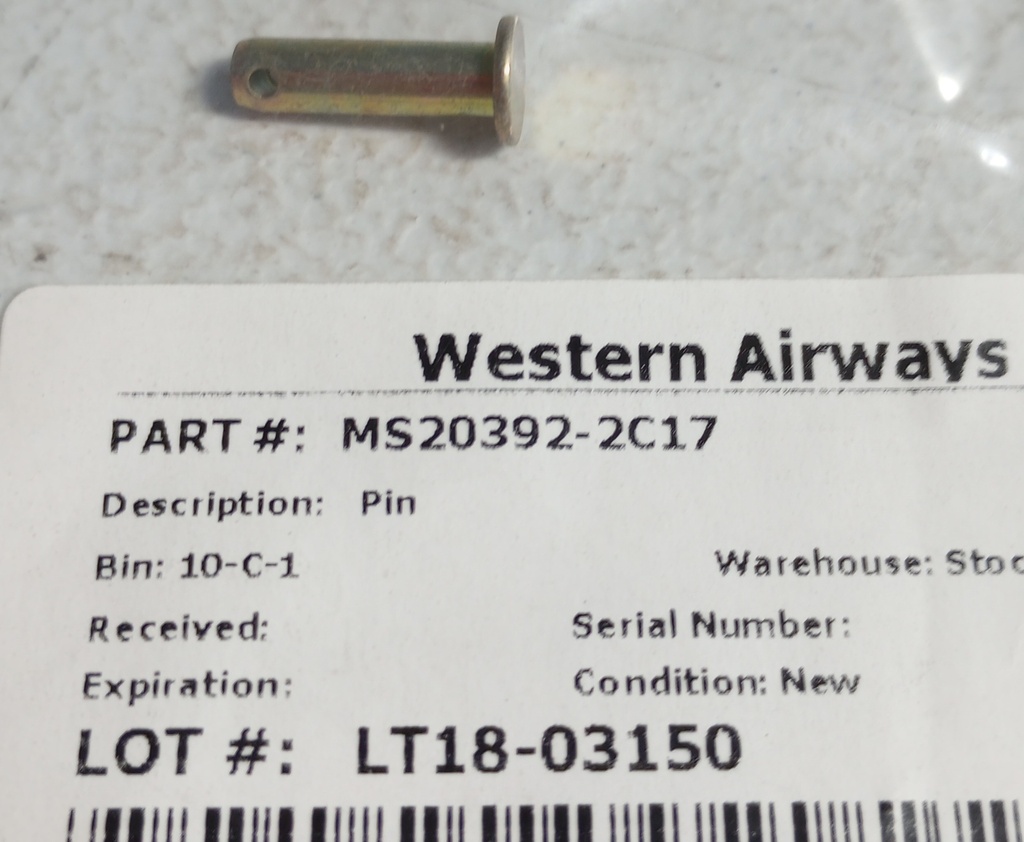 Western Airways
PART #: MS20392-2C17
Description: Pin
Bin: 10-C-1 Warehouse: Stoc
Received: Serial Number:
Expiration: Condition: New
LOT #: LT18-03150